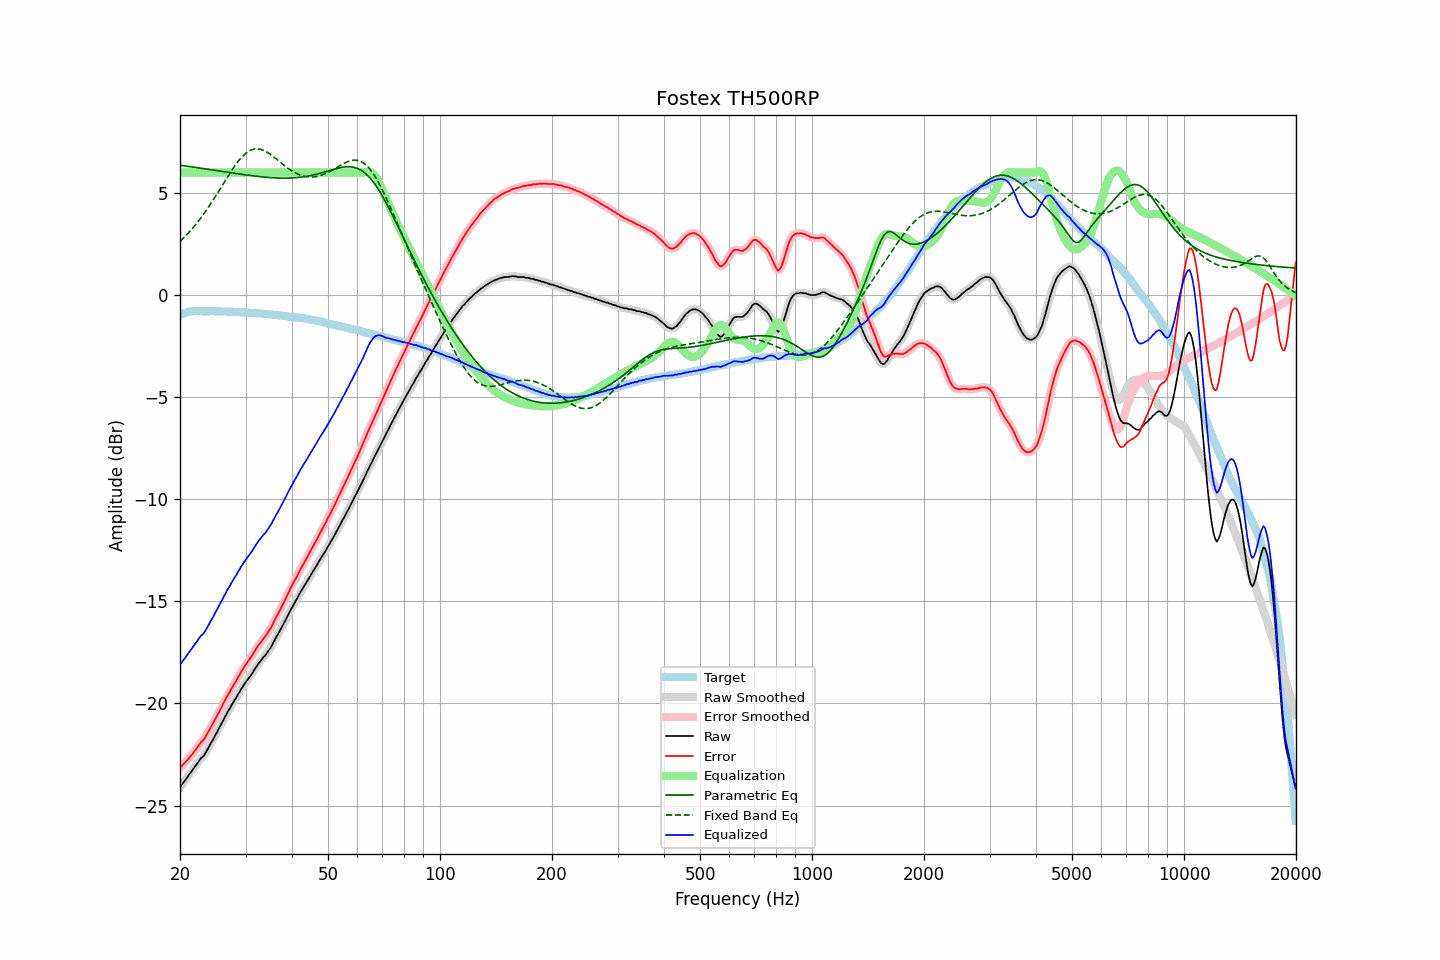 Fostex TH500RP
Amplitude (dBr)
5
0
−5
−10
−15
−20
−25
Target
Raw Smoothed
Error Smoothed
Raw
Error
Equalization
Parametric Eq
Fixed Band Eq
Equalized
20 50 100 200 500 1000 2000 5000 10000 20000
Frequency (Hz)